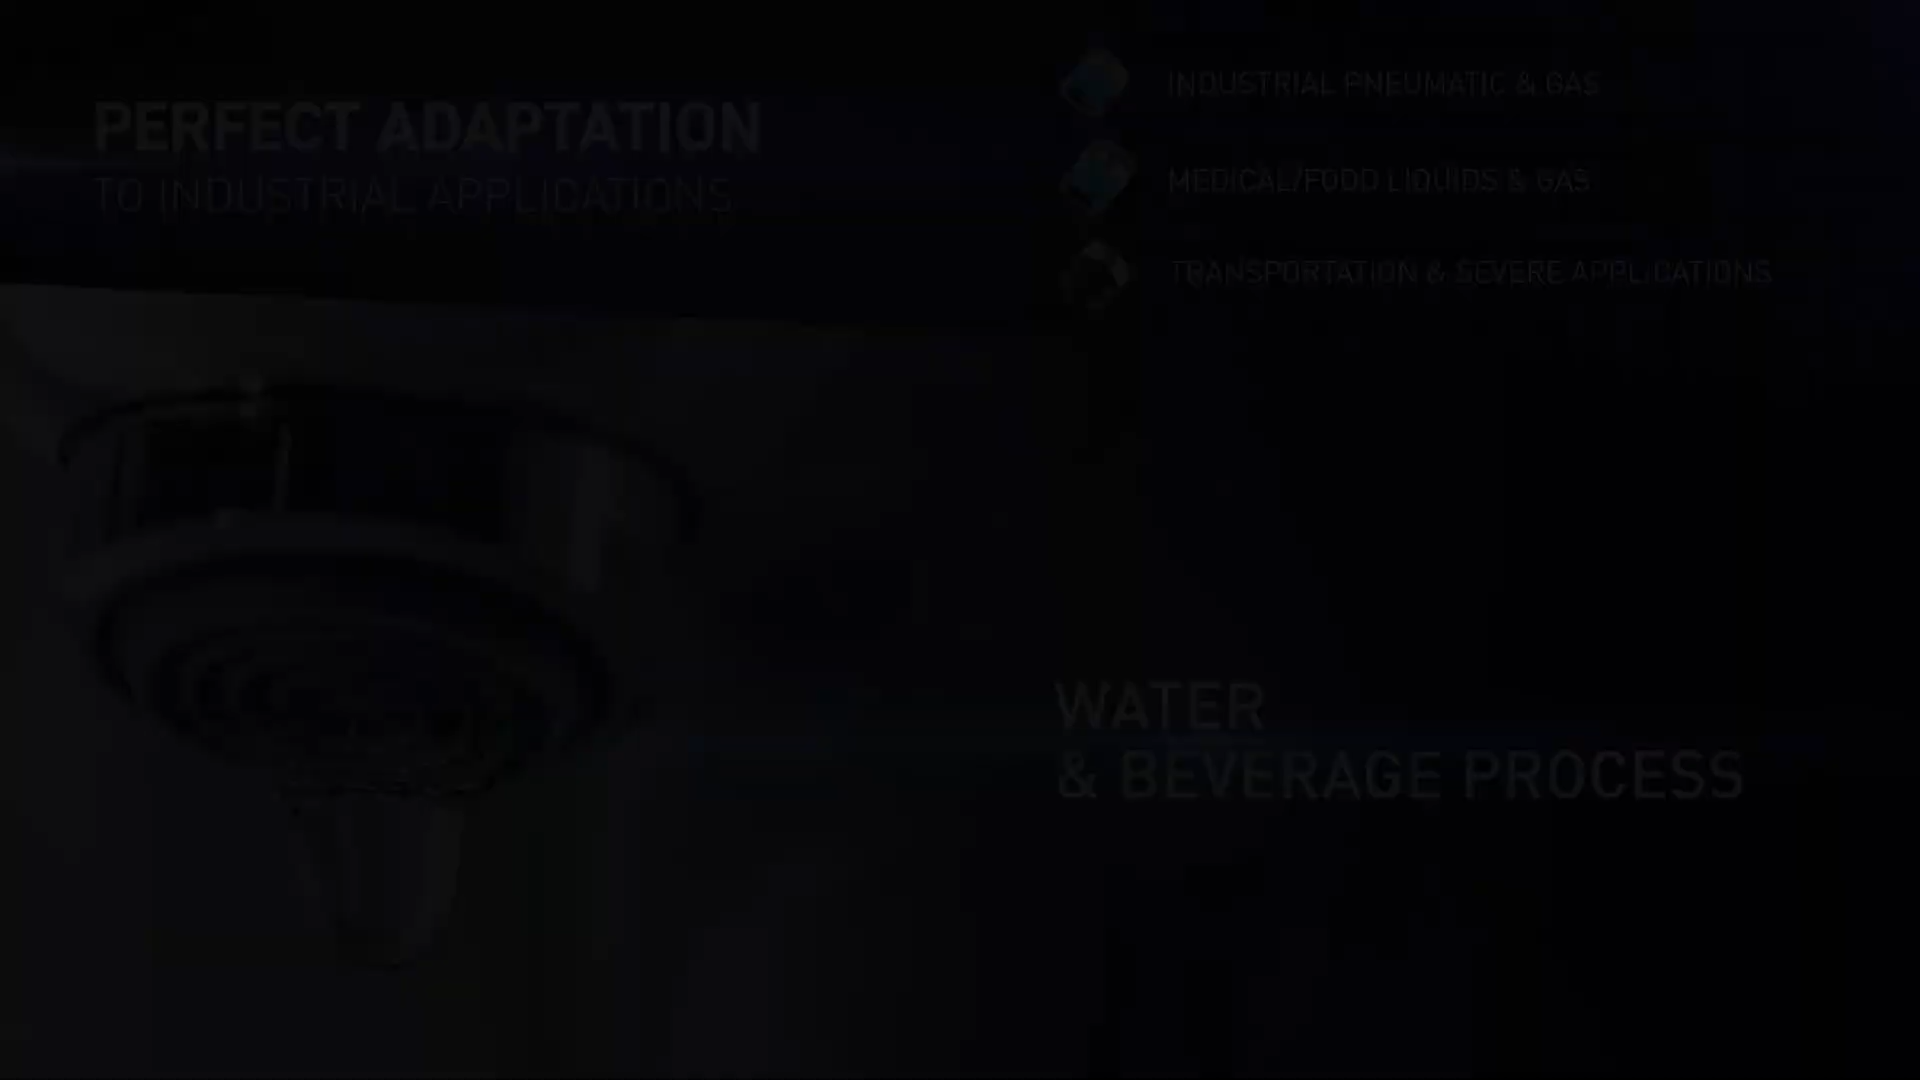 PERFECT ADAPTATION
TO INDUSTRIAL APPLICATIONS
INDUSTRIAL PNEUMATIC & GAS
MEDICAL/FOOD LIQUIDS & GAS
TRANSPORTATION & SEVERE APPLICATIONS
WATER
& BEVERAGE PROCESS